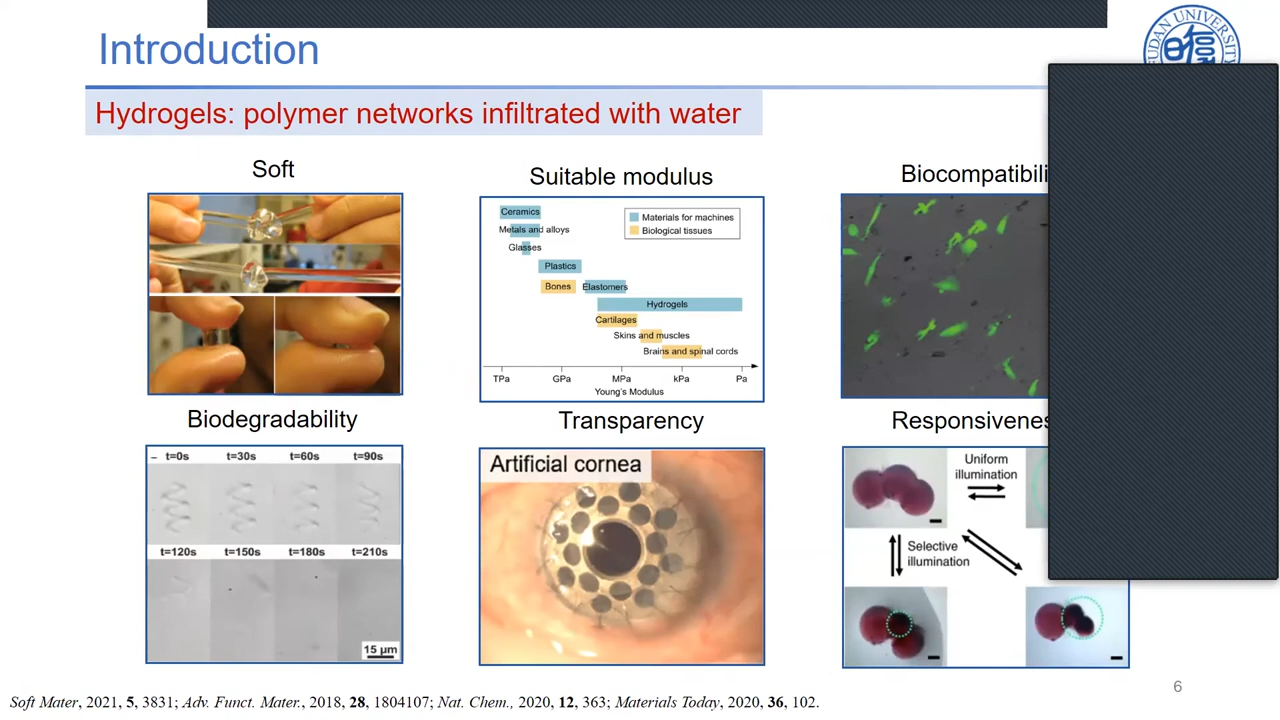 Introduction
UDAN UNIVERSITY
Hydrogels: polymer networks infiltrated with water
Soft
Suitable modulus
Ceramics
Metals and alloys
Glasses
Plastics
Bones
Elastomers
Hydrogels
Cartilages
Skins and muscles
Brains and spinal cords
Materials for machines
Biological tissues
TPa GPa MPa kPa Pa
Young's Modulus
Biocompatibili
Biodegradability
– t=0s t=30s t=60s t=90s
t=120s t=150s t=180s t=210s
15 μm
Transparency
Artificial cornea
Responsivenes
Uniform
illumination
Selective
illumination
Soft Mater, 2021, 5, 3831; Adv. Funct. Mater., 2018, 28, 1804107; Nat. Chem., 2020, 12, 363; Materials Today, 2020, 36, 102.
6